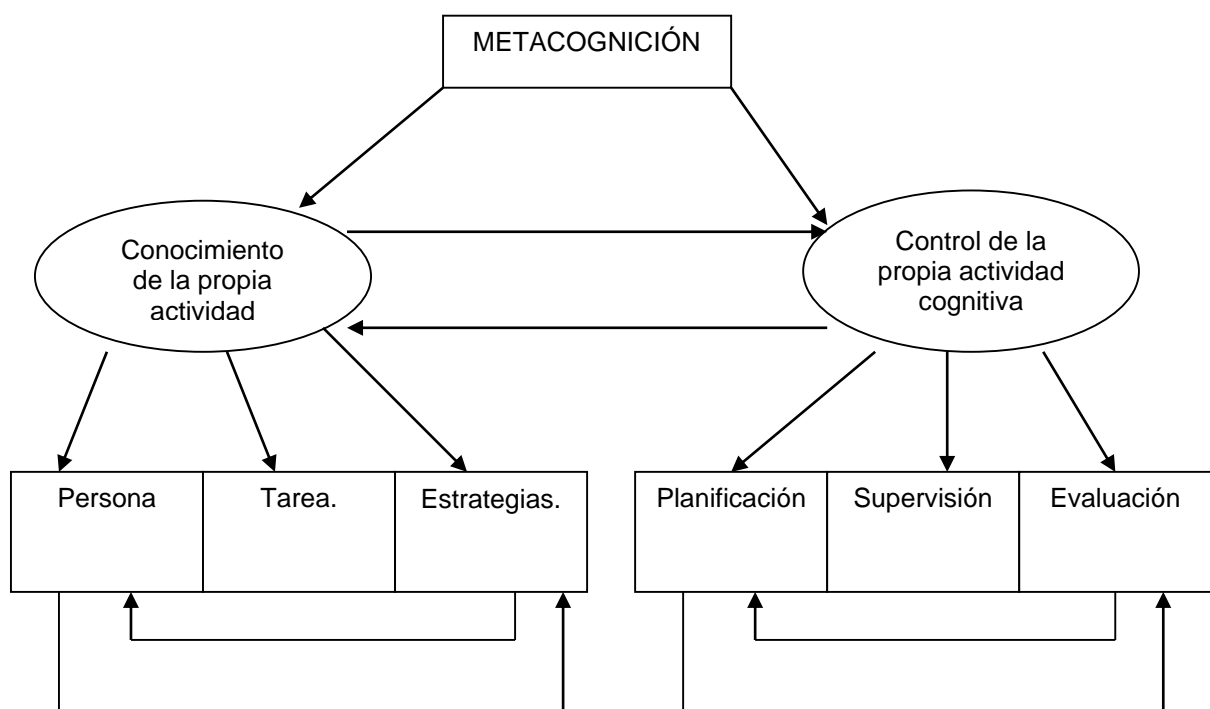 METACOGNICIÓN
Conocimiento
de la propia
actividad
Control de la
propia actividad
cognitiva
Persona
Tarea.
Estrategias.
Planificación
Supervisión
Evaluación